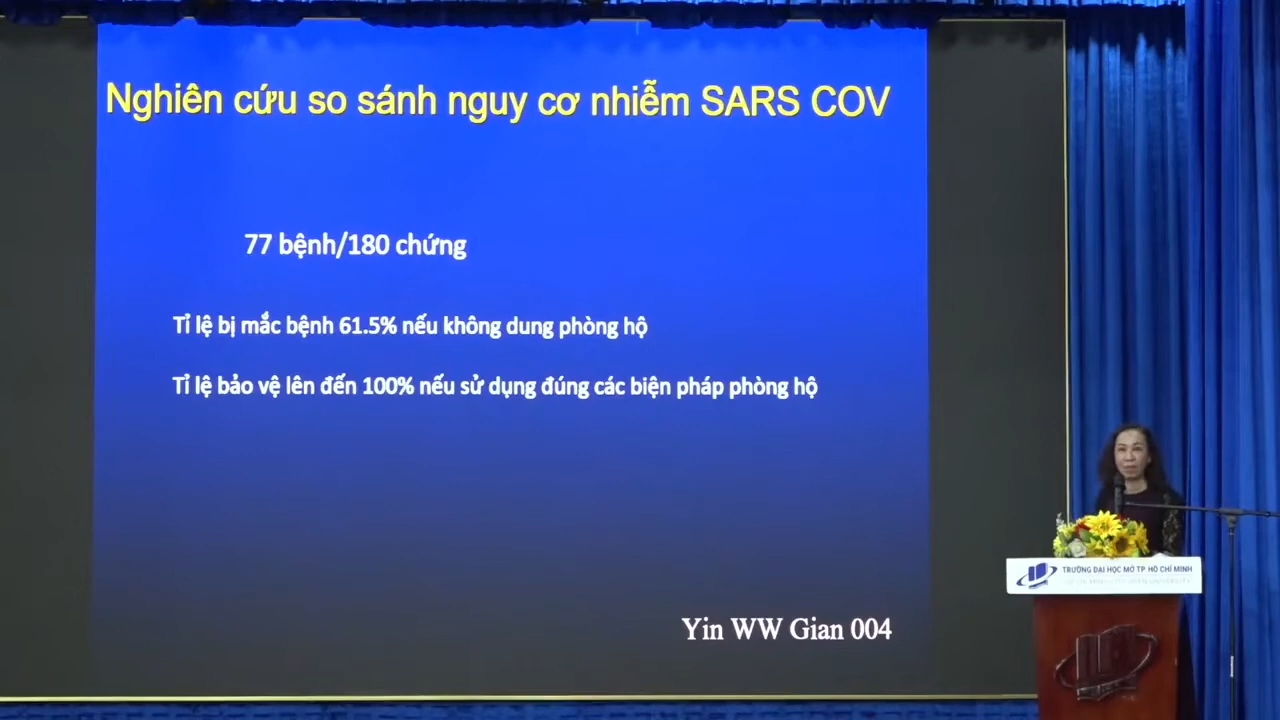 Nghiên cứu so sánh nguy cơ nhiễm SARS COV
77 bệnh/180 chứng
Tỉ lệ bị mắc bệnh 61.5% nếu không dung phòng hộ
Tỉ lệ bảo vệ lên đến 100% nếu sử dụng đúng các biện pháp phòng hộ
Yin WW Gian 004
TRƯỜNG ĐẠI HỌC MỞ TP HỒ CHÍ MINH